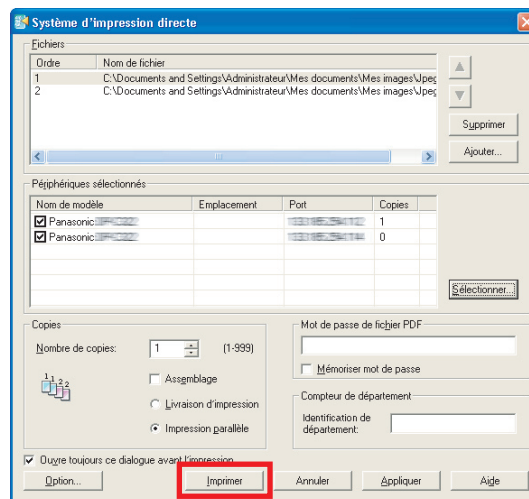 Système d'impression directe
Fichiers
Ordre Nom de fichier
1 C:\Documents and Settings\Administrateur\Mes documents\Mes images\Jpeg
2 C:\Documents and Settings\Administrateur\Mes documents\Mes images\Jpeg
Supprimer
Ajouter...
Périphériques sélectionnés
Nom de modèle Emplacement Port Copies
Panasonic 1
Panasonic 0
Sélectionner...
Copies
Nombre de copies: 1 (1-999)
1 1 2 2
Assemblage
Livraison d'impression
Impression parallèle
Mot de passe de fichier PDF
Mémoriser mot de passe
Compteur de département
Identification de
département:
Ouvre toujours ce dialogue avant l'impression
Option... Imprimer Annuler Appliquer Aide